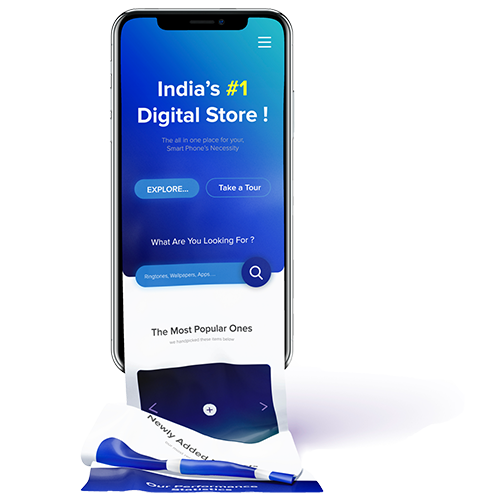 India's #1
Digital Store !
The all in one place for your,
Smart Phone's Necessity
EXPLORE...
Take a Tour
What Are You Looking For ?
Ringtones, Wallpapers, Apps ...
The Most Popular Ones
we handpicked these items below
Newly Added
Our Performance
Statistics